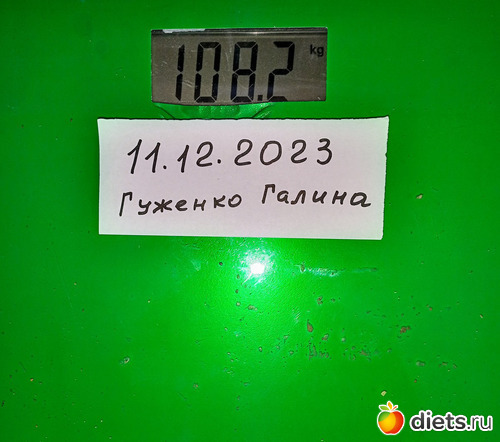 108.2 kg
11.12.2023
Гуженко Галина
diets.ru